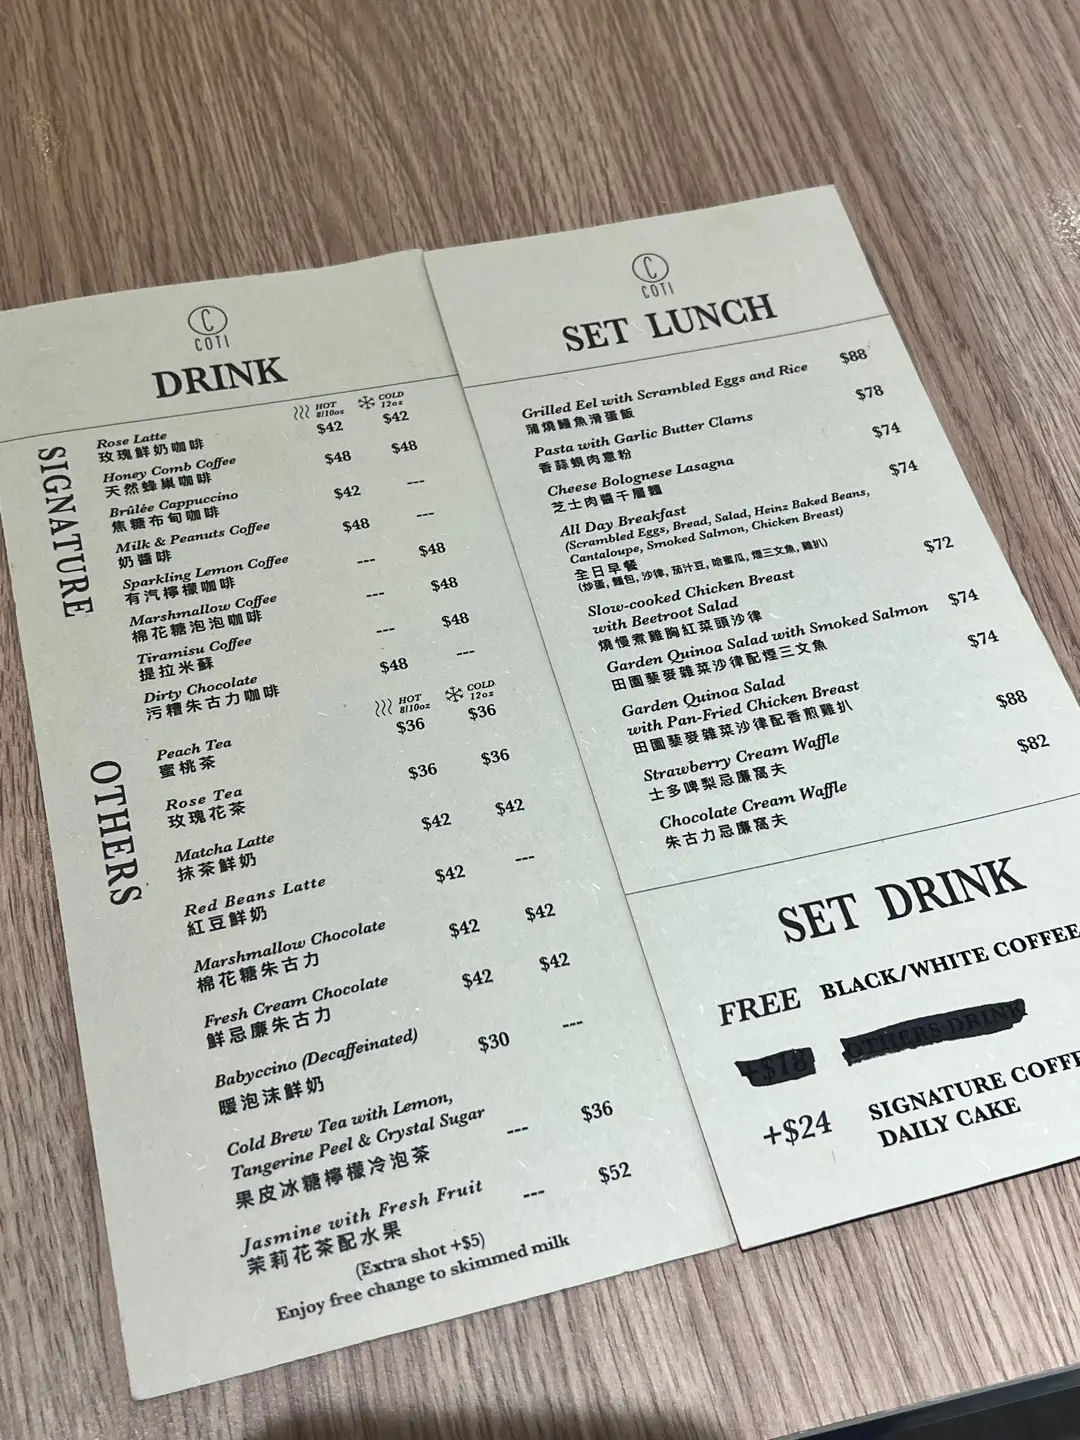 C
COTI
DRINK
HOT 8/10oz COLD 12oz
SIGNATURE
Rose Latte $42 $42
玫瑰鮮奶咖啡
Honey Comb Coffee $48 $48
天然蜂巢咖啡
Brûlée Cappuccino $42 ---
焦糖布甸咖啡
Milk & Peanuts Coffee $48 ---
奶醬啡
Sparkling Lemon Coffee --- $48
有汽檸檬咖啡
Marshmallow Coffee --- $48
棉花糖泡泡咖啡
Tiramisu Coffee --- $48
提拉米蘇
Dirty Chocolate $48 ---
污糟朱古力咖啡
HOT 8/10oz COLD 12oz
OTHERS
Peach Tea $36 $36
蜜桃茶
Rose Tea $36 $36
玫瑰花茶
Matcha Latte $42 $42
抹茶鮮奶
Red Beans Latte $42 ---
紅豆鮮奶
Marshmallow Chocolate $42 $42
棉花糖朱古力
Fresh Cream Chocolate $42 $42
鮮忌廉朱古力
Babyccino (Decaffeinated) $30 ---
暖泡沫鮮奶
Cold Brew Tea with Lemon,
Tangerine Peel & Crystal Sugar --- $36
果皮冰糖檸檬冷泡茶
Jasmine with Fresh Fruit --- $52
茉莉花茶配水果
(Extra shot +$5)
Enjoy free change to skimmed milk
C
COTI
SET LUNCH
Grilled Eel with Scrambled Eggs and Rice $88
蒲燒鰻魚滑蛋飯
Pasta with Garlic Butter Clams $78
香蒜蜆肉意粉
Cheese Bolognese Lasagna $74
芝士肉醬千層麵
All Day Breakfast $74
(Scrambled Eggs, Bread, Salad, Heinz Baked Beans,
Cantaloupe, Smoked Salmon, Chicken Breast)
全日早餐
(炒蛋, 麵包, 沙律, 茄汁豆, 哈蜜瓜, 煙三文魚, 雞扒)
Slow-cooked Chicken Breast $72
with Beetroot Salad
燒慢煮雞胸紅菜頭沙律
Garden Quinoa Salad with Smoked Salmon $74
田園藜麥雜菜沙律配煙三文魚
Garden Quinoa Salad $74
with Pan-Fried Chicken Breast
田園藜麥雜菜沙律配香煎雞扒
Strawberry Cream Waffle $88
士多啤梨忌廉窩夫
Chocolate Cream Waffle $82
朱古力忌廉窩夫
SET DRINK
FREE BLACK/WHITE COFFEE
+$18 OTHERS DRINK
+$24 SIGNATURE COFFE
DAILY CAKE